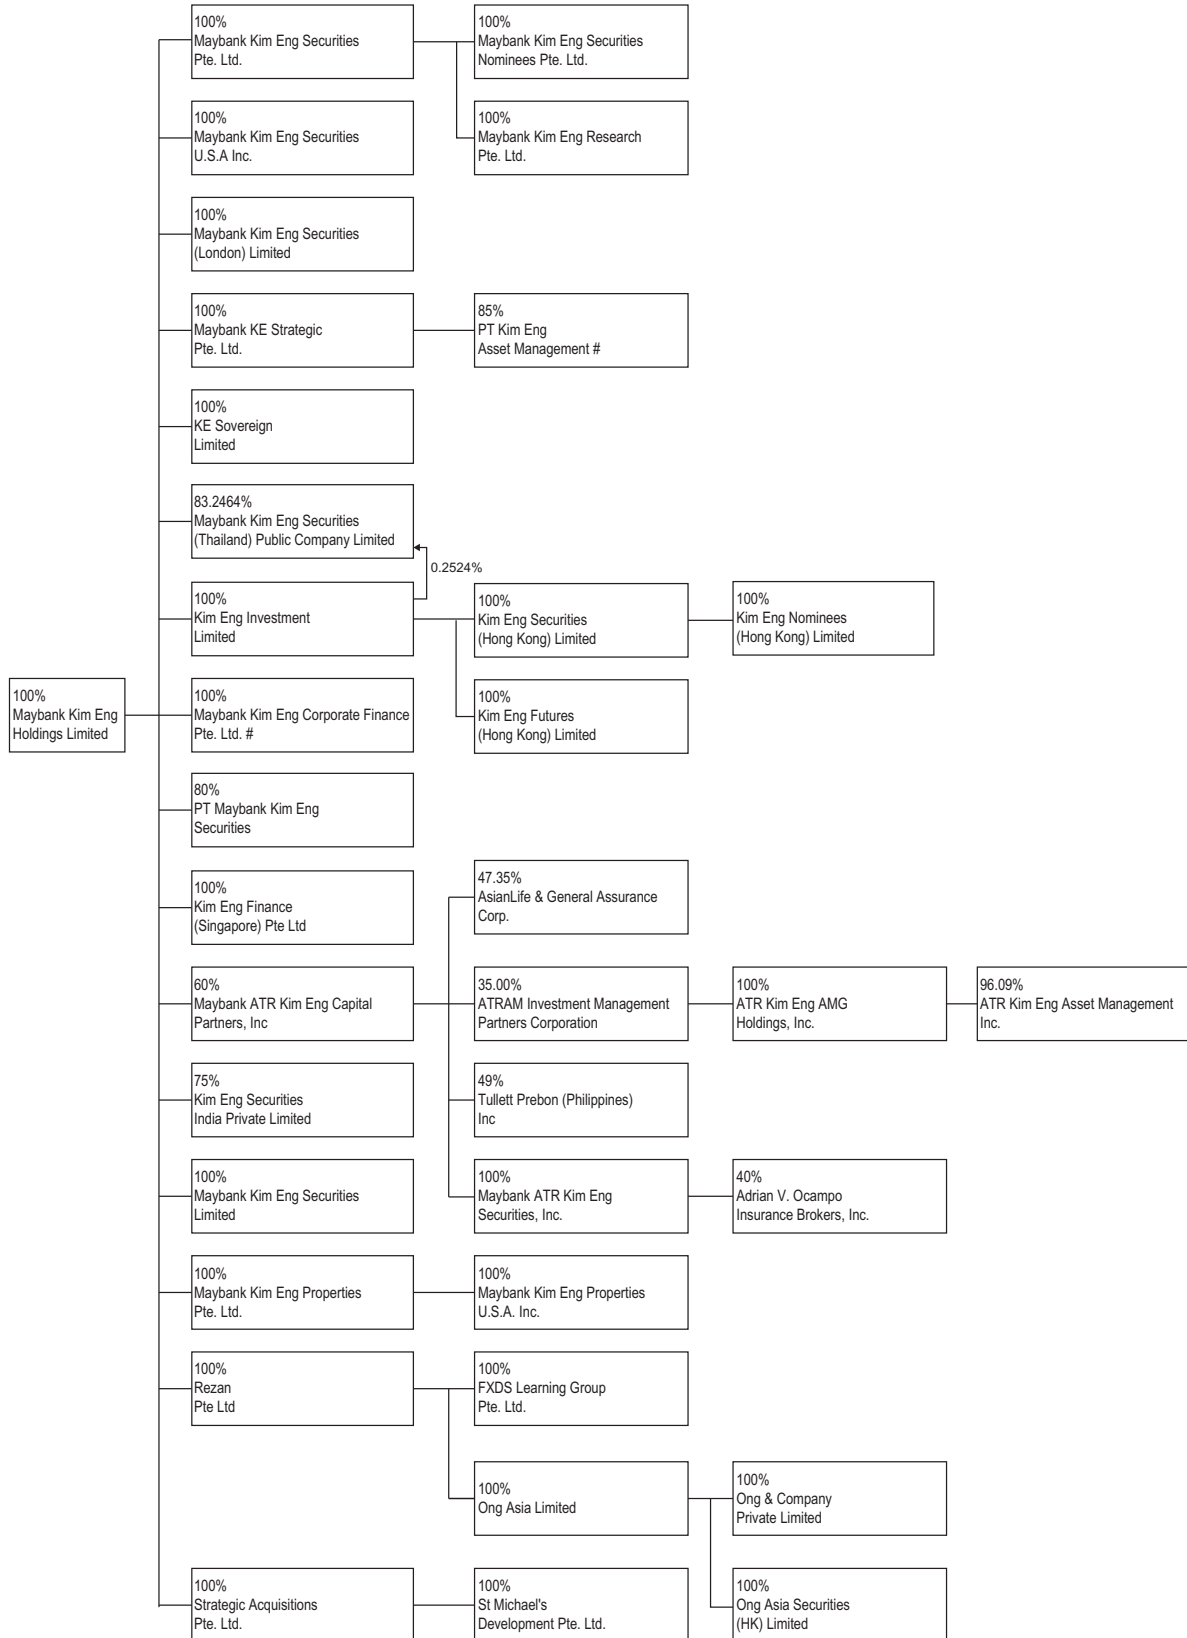 100%
Maybank Kim Eng
Holdings Limited
100%
Maybank Kim Eng Securities
Pte. Ltd.
100%
Maybank Kim Eng Securities
Nominees Pte. Ltd.
100%
Maybank Kim Eng Research
Pte. Ltd.
100%
Maybank Kim Eng Securities
U.S.A Inc.
100%
Maybank Kim Eng Securities
(London) Limited
100%
Maybank KE Strategic
Pte. Ltd.
85%
PT Kim Eng
Asset Management #
100%
KE Sovereign
Limited
83.2464%
Maybank Kim Eng Securities
(Thailand) Public Company Limited
0.2524%
100%
Kim Eng Investment
Limited
100%
Kim Eng Securities
(Hong Kong) Limited
100%
Kim Eng Nominees
(Hong Kong) Limited
100%
Kim Eng Futures
(Hong Kong) Limited
100%
Maybank Kim Eng Corporate Finance
Pte. Ltd. #
80%
PT Maybank Kim Eng
Securities
100%
Kim Eng Finance
(Singapore) Pte Ltd
60%
Maybank ATR Kim Eng Capital
Partners, Inc
47.35%
AsianLife & General Assurance
Corp.
35.00%
ATRAM Investment Management
Partners Corporation
100%
ATR Kim Eng AMG
Holdings, Inc.
96.09%
ATR Kim Eng Asset Management
Inc.
49%
Tullett Prebon (Philippines)
Inc
100%
Maybank ATR Kim Eng
Securities, Inc.
40%
Adrian V. Ocampo
Insurance Brokers, Inc.
75%
Kim Eng Securities
India Private Limited
100%
Maybank Kim Eng Securities
Limited
100%
Maybank Kim Eng Properties
Pte. Ltd.
100%
Maybank Kim Eng Properties
U.S.A. Inc.
100%
Rezan
Pte Ltd
100%
FXDS Learning Group
Pte. Ltd.
100%
Ong Asia Limited
100%
Ong & Company
Private Limited
100%
Ong Asia Securities
(HK) Limited
100%
Strategic Acquisitions
Pte. Ltd.
100%
St Michael's
Development Pte. Ltd.